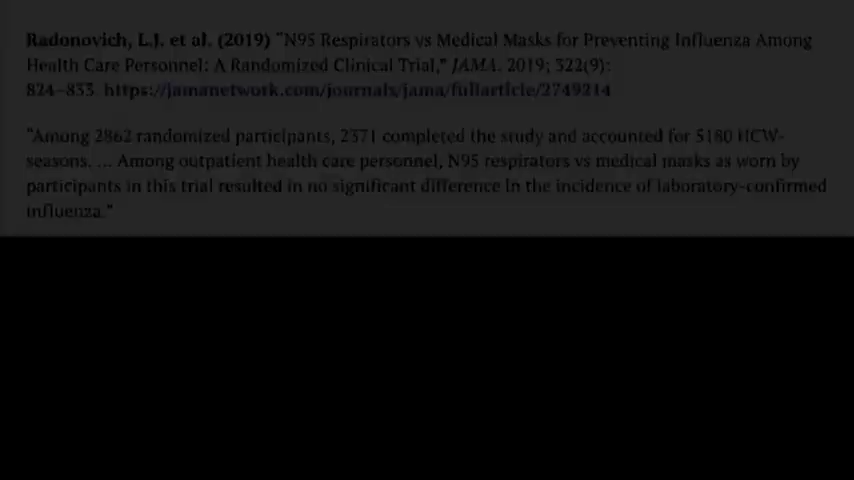 Radonovich, L.J. et al. (2019) “N95 Respirators vs Medical Masks for Preventing Influenza Among
Health Care Personnel: A Randomized Clinical Trial,” JAMA. 2019; 322(9):
824–833. https://jamanetwork.com/journals/jama/fullarticle/2749214
“Among 2862 randomized participants, 2371 completed the study and accounted for 5180 HCW-
seasons. ... Among outpatient health care personnel, N95 respirators vs medical masks as worn by
participants in this trial resulted in no significant difference in the incidence of laboratory-confirmed
influenza.”